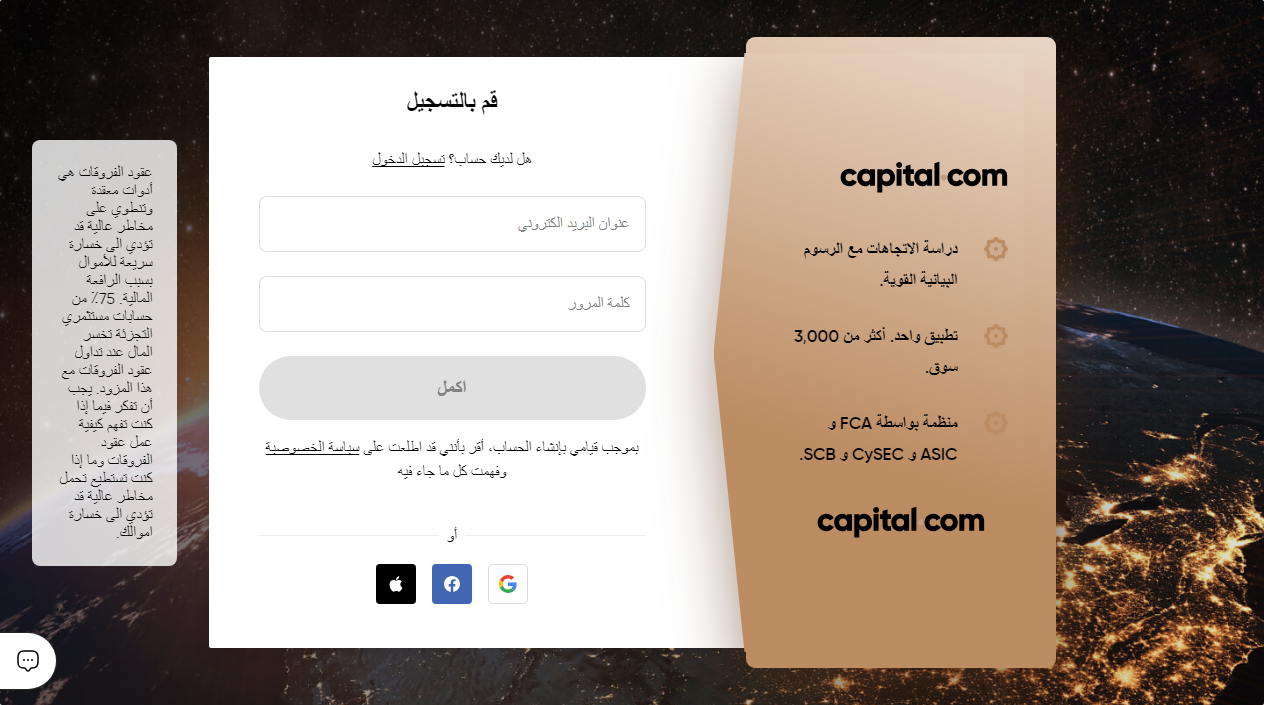 capital.com
دراسة الاتجاهات مع الرسوم
البيانية القوية.
تطبيق واحد. أكثر من 3,000
سوق.
منظمة بواسطة FCA و
ASIC و CySEC و SCB.
capital.com
قم بالتسجيل
هل لديك حساب؟ تسجيل الدخول
عنوان البريد الكتروني
كلمة المرور
اكمل
بموجب قيامي بإنشاء الحساب، أقر بأنني قد اطلعت على سياسة الخصوصية
وفهمت كل ما جاء فيه
أو
عقود الفروقات هي
أدوات معقدة
وتنطوي على
مخاطر عالية قد
تؤدي الى خسارة
سريعة للأموال
بسبب الرافعة
المالية. 75٪ من
حسابات مستثمري
التجزئة تخسر
المال عند تداول
عقود الفروقات مع
هذا المزود. يجب
أن تفكر فيما إذا
كنت تفهم كيفية
عمل عقود
الفروقات وما إذا
كنت تستطيع تحمل
مخاطر عالية قد
تؤدي الى خسارة
اموالك.